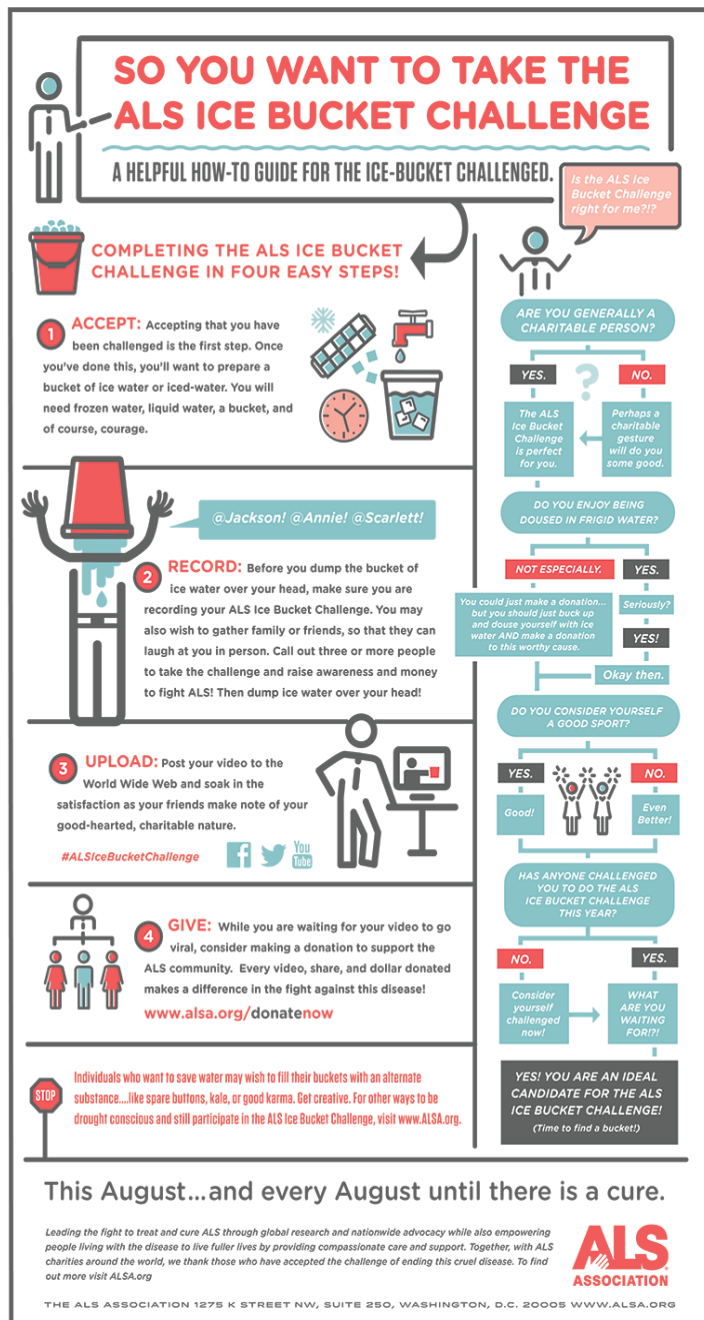 SO YOU WANT TO TAKE THE
ALS ICE BUCKET CHALLENGE
A HELPFUL HOW-TO GUIDE FOR THE ICE-BUCKET CHALLENGED.
COMPLETING THE ALS ICE BUCKET
CHALLENGE IN FOUR EASY STEPS!
1 ACCEPT: Accepting that you have
been challenged is the first step. Once
you've done this, you'll want to prepare a
bucket of ice water or iced-water. You will
need frozen water, liquid water, a bucket, and
of course, courage.
@Jackson! @Annie! @Scarlett!
2 RECORD: Before you dump the bucket of
ice water over your head, make sure you are
recording your ALS Ice Bucket Challenge. You may
also wish to gather family or friends, so that they can
laugh at you in person. Call out three or more people
to take the challenge and raise awareness and money
to fight ALS! Then dump ice water over your head!
3 UPLOAD: Post your video to the
World Wide Web and soak in the
satisfaction as your friends make note of your
good-hearted, charitable nature.
#ALSIceBucketChallenge
You
Tube
4 GIVE: While you are waiting for your video to go
viral, consider making a donation to support the
ALS community. Every video, share, and dollar donated
makes a difference in the fight against this disease!
www.alsa.org/donatenow
STOP
Individuals who want to save water may wish to fill their buckets with an alternate
substance....like spare buttons, kale, or good karma. Get creative. For other ways to be
drought conscious and still participate in the ALS Ice Bucket Challenge, visit www.ALSA.org.
Is the ALS Ice
Bucket Challenge
right for me?!?
ARE YOU GENERALLY A
CHARITABLE PERSON?
YES.
?
NO.
The ALS
Ice Bucket
Challenge
is perfect
for you.
Perhaps a
charitable
gesture
will do you
some good.
DO YOU ENJOY BEING
DOUSED IN FRIGID WATER?
NOT ESPECIALLY.
YES.
You could just make a donation...
but you should just buck up
and douse yourself with ice
water AND make a donation
to this worthy cause.
Seriously?
YES!
Okay then.
DO YOU CONSIDER YOURSELF
A GOOD SPORT?
YES.
NO.
Good!
Even
Better!
HAS ANYONE CHALLENGED
YOU TO DO THE ALS
ICE BUCKET CHALLENGE
THIS YEAR?
NO.
YES.
Consider
yourself
challenged
now!
WHAT
ARE YOU
WAITING
FOR!?!
YES! YOU ARE AN IDEAL
CANDIDATE FOR THE ALS
ICE BUCKET CHALLENGE!
(Time to find a bucket!)
This August...and every August until there is a cure.
Leading the fight to treat and cure ALS through global research and nationwide advocacy while also empowering
people living with the disease to live fuller lives by providing compassionate care and support. Together, with ALS
charities around the world, we thank those who have accepted the challenge of ending this cruel disease. To find
out more visit ALSA.org
ALS
ASSOCIATION
THE ALS ASSOCIATION 1275 K STREET NW, SUITE 250, WASHINGTON, D.C. 20005 WWW.ALSA.ORG